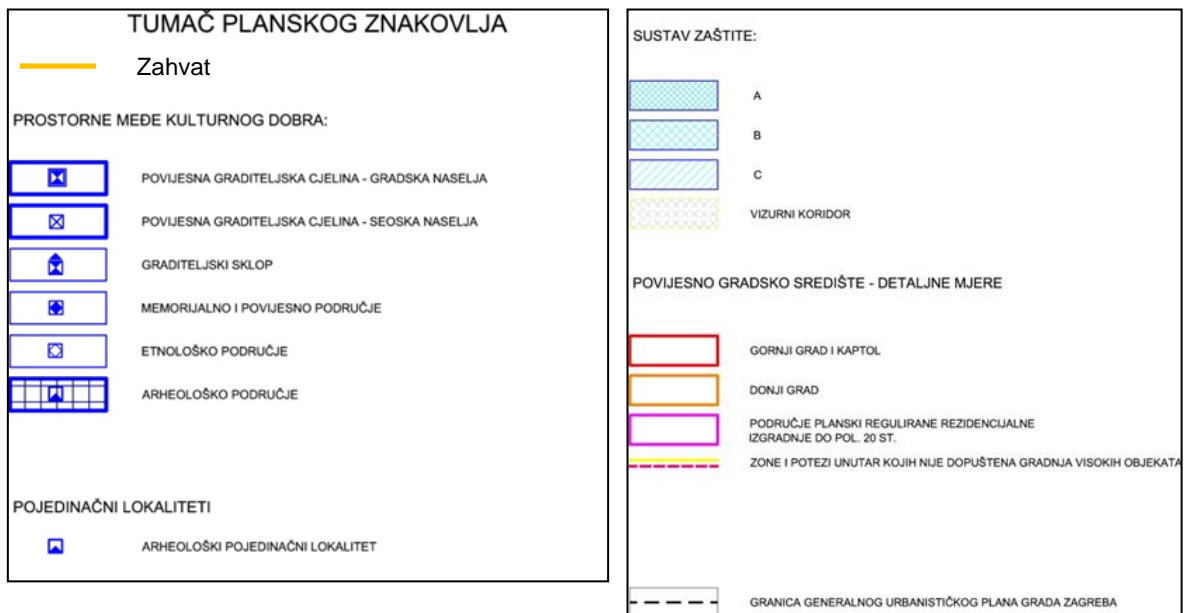 TUMAČ PLANSKOG ZNAKOVLJA
Zahvat
PROSTORNE MEĐE KULTURNOG DOBRA:
POVIJESNA GRADITELJSKA CJELINA - GRADSKA NASELJA
POVIJESNA GRADITELJSKA CJELINA - SEOSKA NASELJA
GRADITELJSKI SKLOP
MEMORIJALNO I POVIJESNO PODRUČJE
ETNOLOŠKO PODRUČJE
ARHEOLOŠKO PODRUČJE
POJEDINAČNI LOKALITETI
ARHEOLOŠKI POJEDINAČNI LOKALITET
SUSTAV ZAŠTITE:
A
B
C
VIZURNI KORIDOR
POVIJESNO GRADSKO SREDIŠTE - DETALJNE MJERE
GORNJI GRAD I KAPTOL
DONJI GRAD
PODRUČJE PLANSKI REGULIRANE REZIDENCIJALNE
IZGRADNJE DO POL. 20 ST.
ZONE I POTEZI UNUTAR KOJIH NIJE DOPUŠTENA GRADNJA VISOKIH OBJEKATA
GRANICA GENERALNOG URBANISTIČKOG PLANA GRADA ZAGREBA